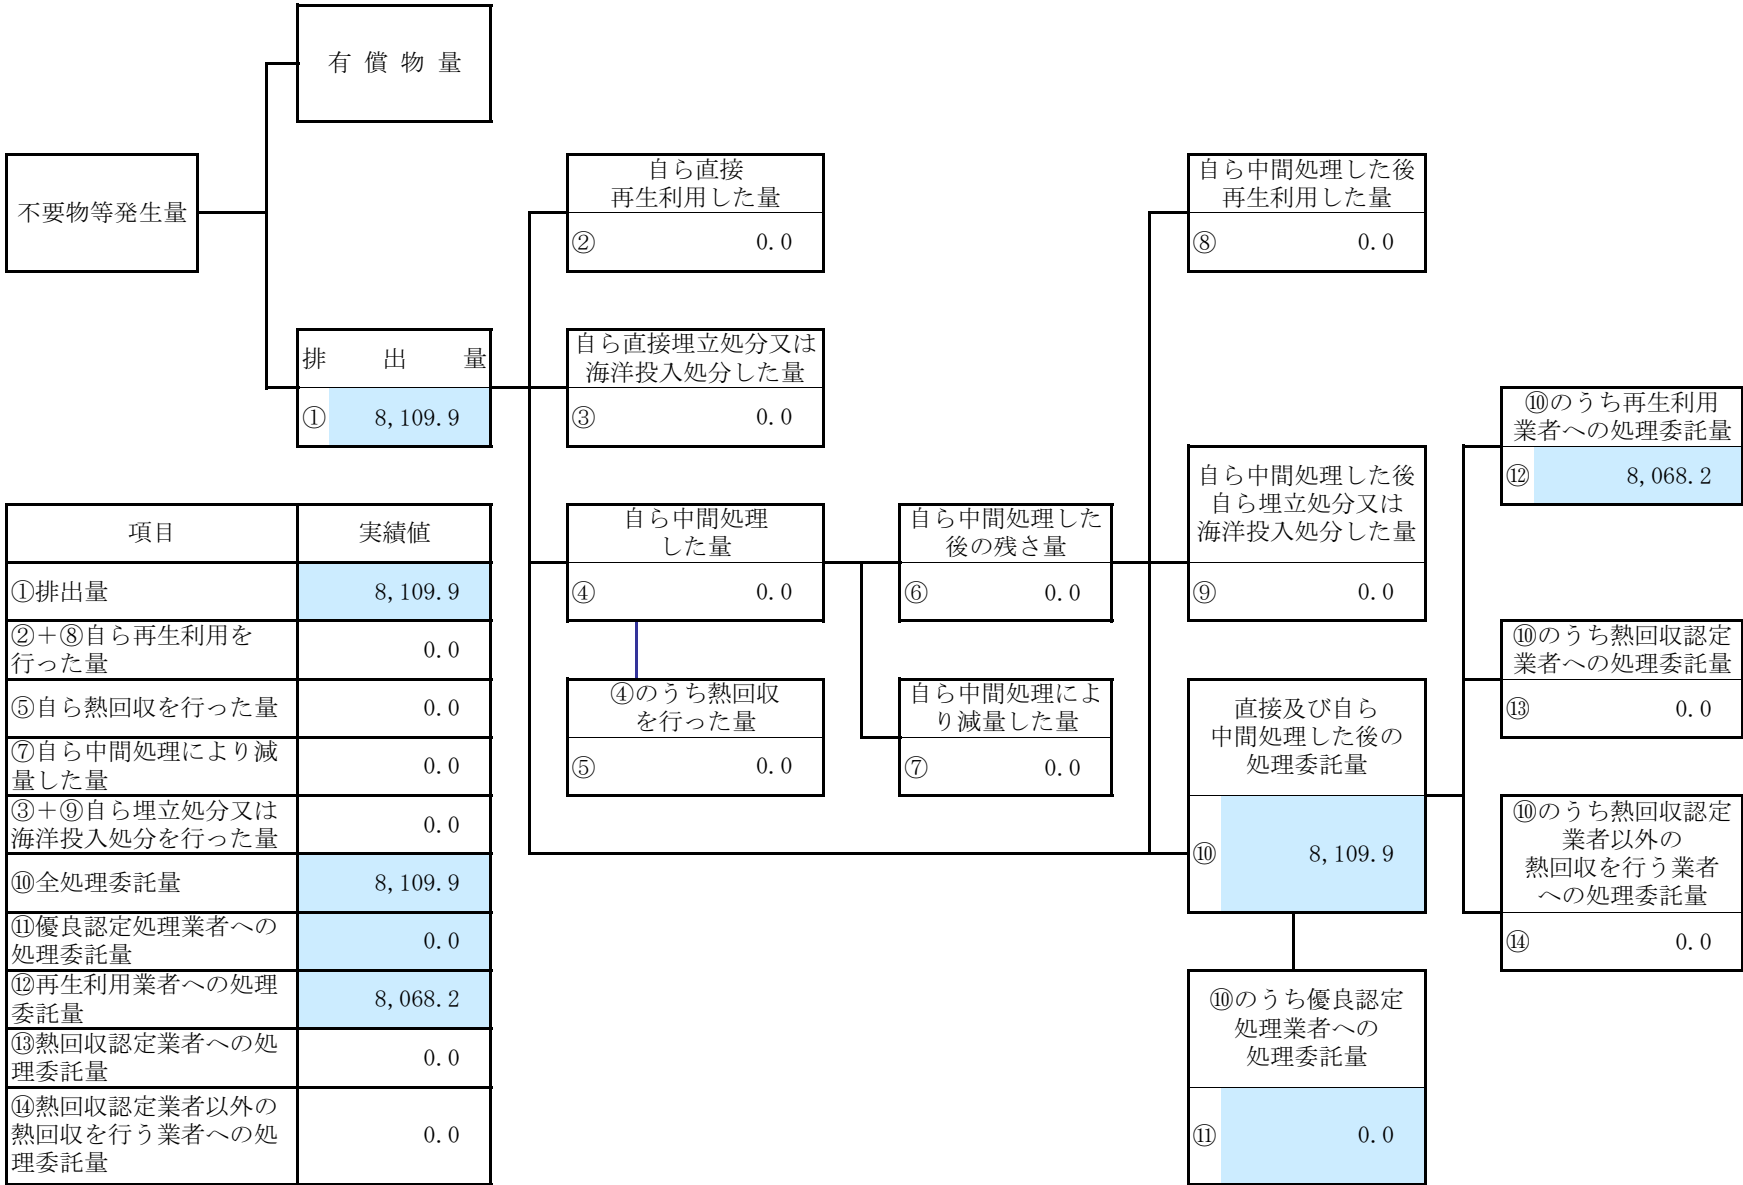 有償物量
不要物等発生量
排出量
① 8,109.9
自ら直接
再生利用した量
② 0.0
自ら直接埋立処分又は
海洋投入処分した量
③ 0.0
自ら中間処理
した量
④ 0.0
④のうち熱回収
を行った量
⑤ 0.0
自ら中間処理した
後の残さ量
⑥ 0.0
自ら中間処理によ
り減量した量
⑦ 0.0
自ら中間処理した後
再生利用した量
⑧ 0.0
自ら中間処理した後
自ら埋立処分又は
海洋投入処分した量
⑨ 0.0
直接及び自ら
中間処理した後の
処理委託量
⑩ 8,109.9
⑩のうち優良認定
処理業者への
処理委託量
⑪ 0.0
⑩のうち再生利用
業者への処理委託量
⑫ 8,068.2
⑩のうち熱回収認定
業者への処理委託量
⑬ 0.0
⑩のうち熱回収認定
業者以外の
熱回収を行う業者
への処理委託量
⑭ 0.0
項目 実績値
①排出量 8,109.9
②+⑧自ら再生利用を
行った量 0.0
⑤自ら熱回収を行った量 0.0
⑦自ら中間処理により減
量した量 0.0
③+⑨自ら埋立処分又は
海洋投入処分を行った量 0.0
⑩全処理委託量 8,109.9
⑪優良認定処理業者への
処理委託量 0.0
⑫再生利用業者への処理
委託量 8,068.2
⑬熱回収認定業者への処
理委託量 0.0
⑭熱回収認定業者以外の
熱回収を行う業者への処
理委託量 0.0